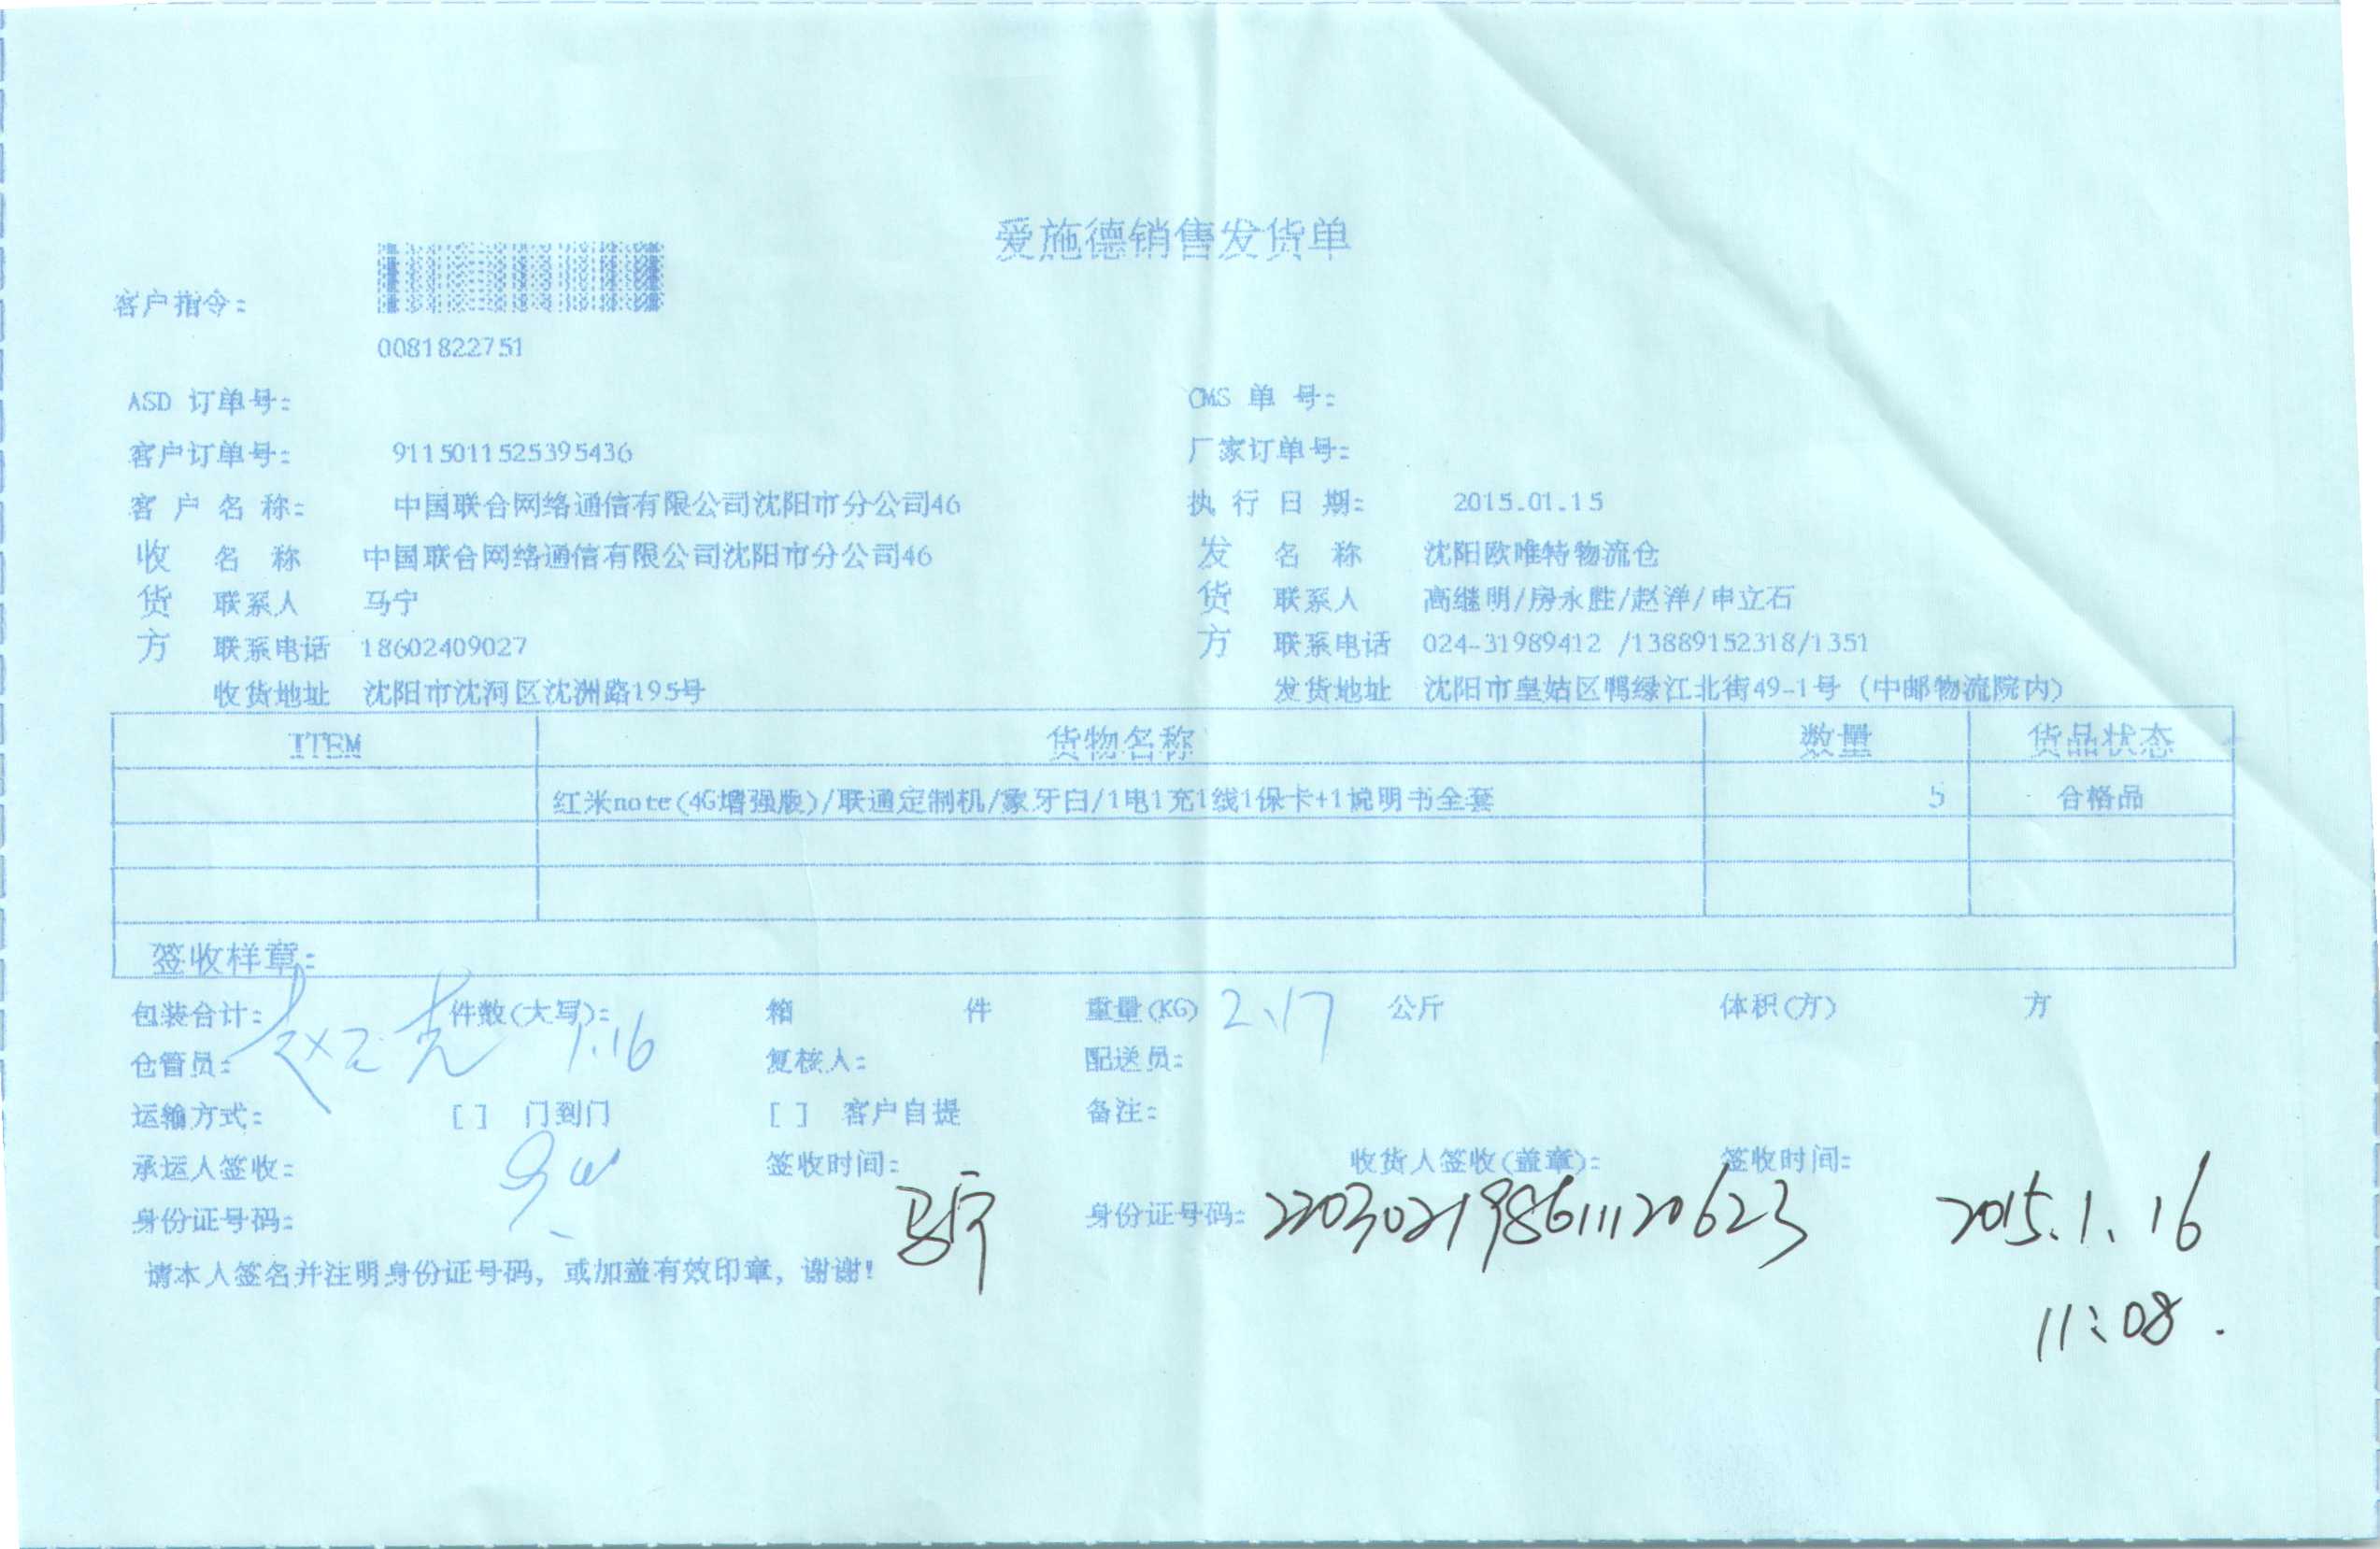 爱施德销售发货单
客户指令:
0081822751
ASD 订单号: CMS 单 号:
客户订单号: 9115011525395436 厂家订单号:
客 户 名 称: 中国联合网络通信有限公司沈阳市分公司46 执 行 日 期: 2015.01.15
收 名 称 中国联合网络通信有限公司沈阳市分公司46 发 名 称 沈阳欧唯特物流仓
货 联系人 马宁 货 联系人 高继明/房永胜/赵洋/申立石
方 联系电话 18602409027 方 联系电话 024-31989412 /13889152318/1351
收货地址 沈阳市沈河区沈洲路195号 发货地址 沈阳市皇姑区鸭绿江北街49-1号 (中邮物流院内)
ITEM 货物名称 数量 货品状态
红米note(4G增强版)/联通定制机/象牙白/1电1充1线1保卡+1说明书全套 5 合格品
签收样章:
包装合计: 件数(大写): 箱 件 重量(KG) 2.17 公斤 体积(方) 方
仓管员: 1.16 复核人: 配送员:
运输方式: [ ] 门到门 [ ] 客户自提 备注:
承运人签收: 签收时间: 收货人签收(盖章): 签收时间:
身份证号码: 马宁 身份证号码: 220302198611120623 2015.1.16
请本人签名并注明身份证号码, 或加盖有效印章, 谢谢!
11:08.